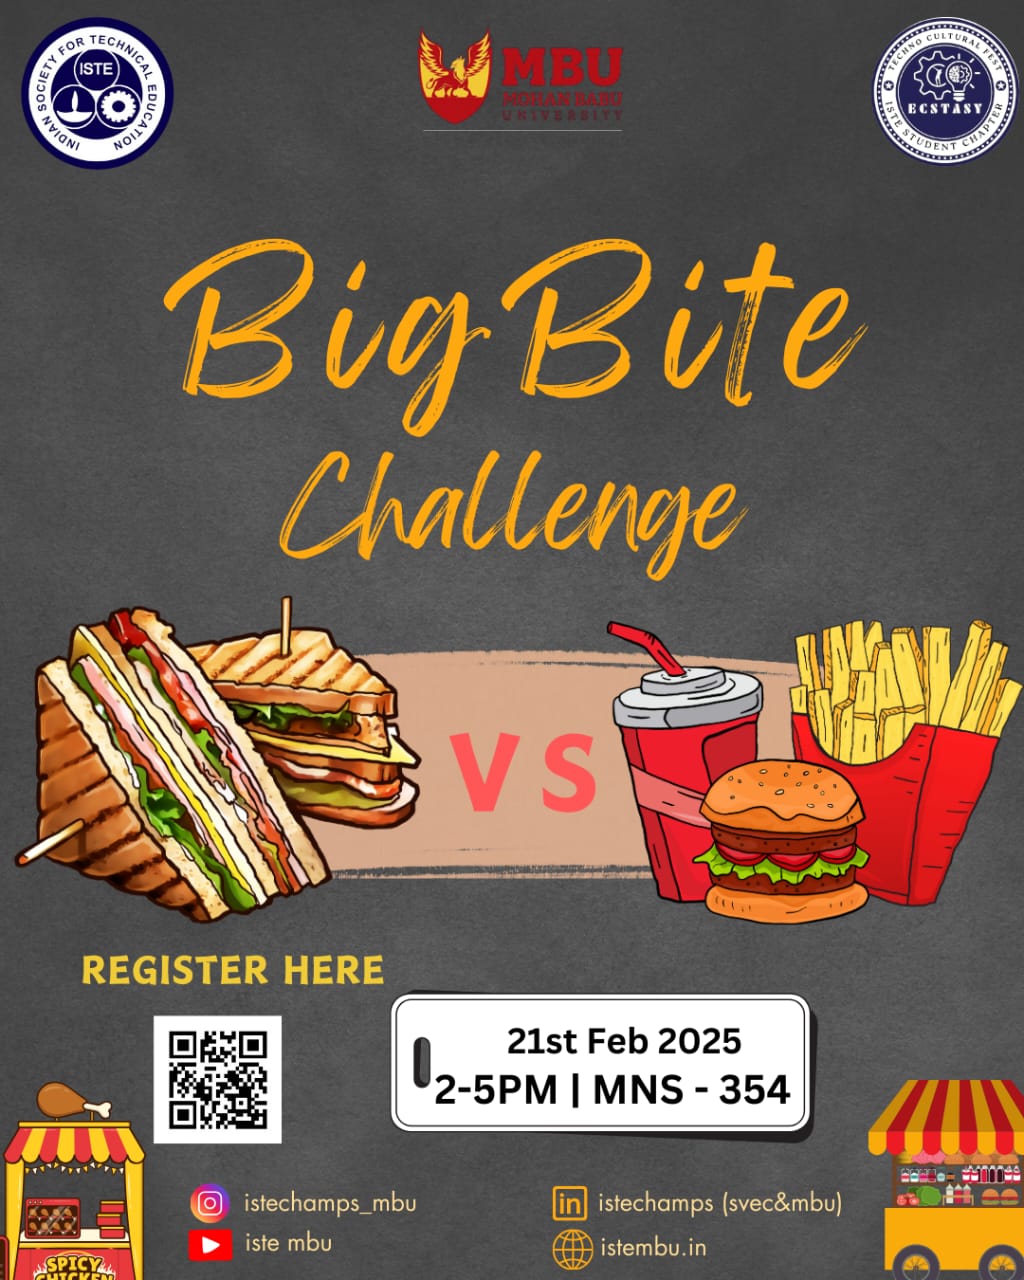 INDIAN SOCIETY FOR TECHNICAL EDUCATION
ISTE
MBU
MOHAN BABU
UNIVERSITY
TECHNO CULTURAL FEST
ECSTASY
ISTE STUDENT CHAPTER
Big Bite
Challenge
VS
REGISTER HERE
21st Feb 2025
2-5PM | MNS - 354
istechamps_mbu
istechamps (svec&mbu)
iste mbu
istembu.in
SPICY
CHICKEN